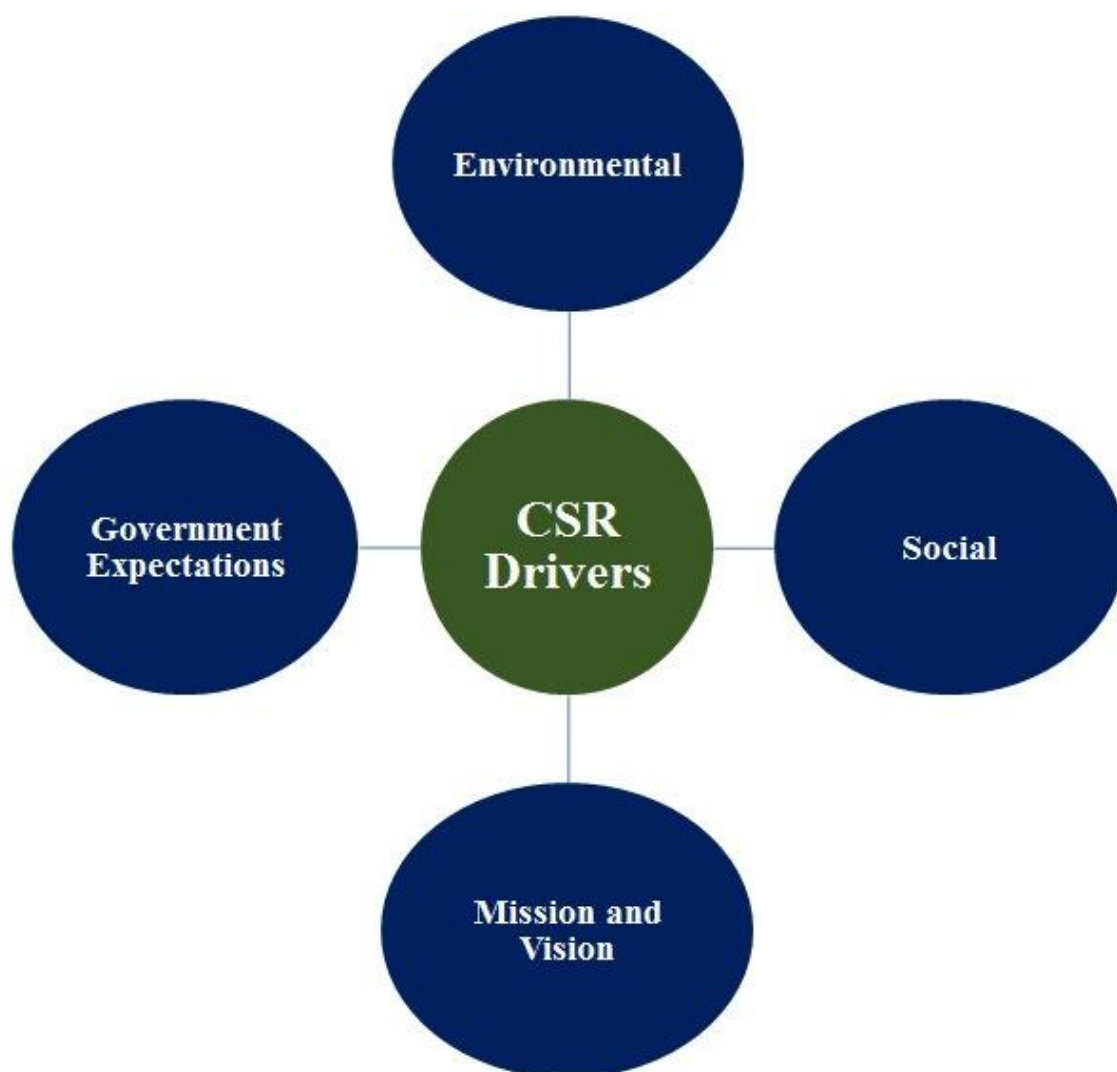 Environmental
Government
Expectations
CSR
Drivers
Social
Mission and
Vision